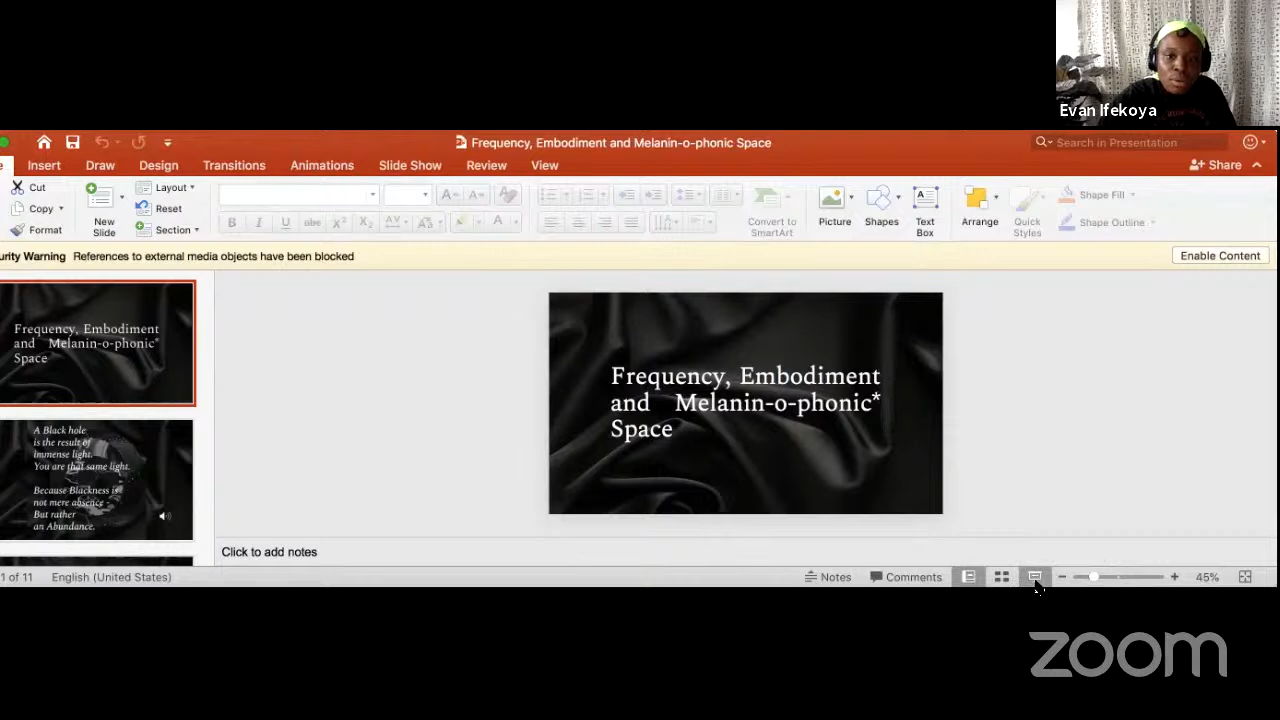 Evan Ifekoya
Frequency, Embodiment and Melanin-o-phonic Space
Search in Presentation
Insert Draw Design Transitions Animations Slide Show Review View
Share
Cut
Copy
Format
New
Slide
Layout
Reset
Section
B I U abc X² X₂ AV Aa A
Convert to
SmartArt
Picture
Shapes
Text
Box
Arrange
Quick
Styles
Shape Fill
Shape Outline
urity Warning References to external media objects have been blocked
Enable Content
Frequency, Embodiment
and Melanin-o-phonic*
Space
A Black hole
is the result of
immense light.
You are that same light.
Because Blackness is
not mere absence -
But rather
an Abundance.
Frequency, Embodiment
and Melanin-o-phonic*
Space
Click to add notes
1 of 11 English (United States)
Notes Comments 45%
zoom